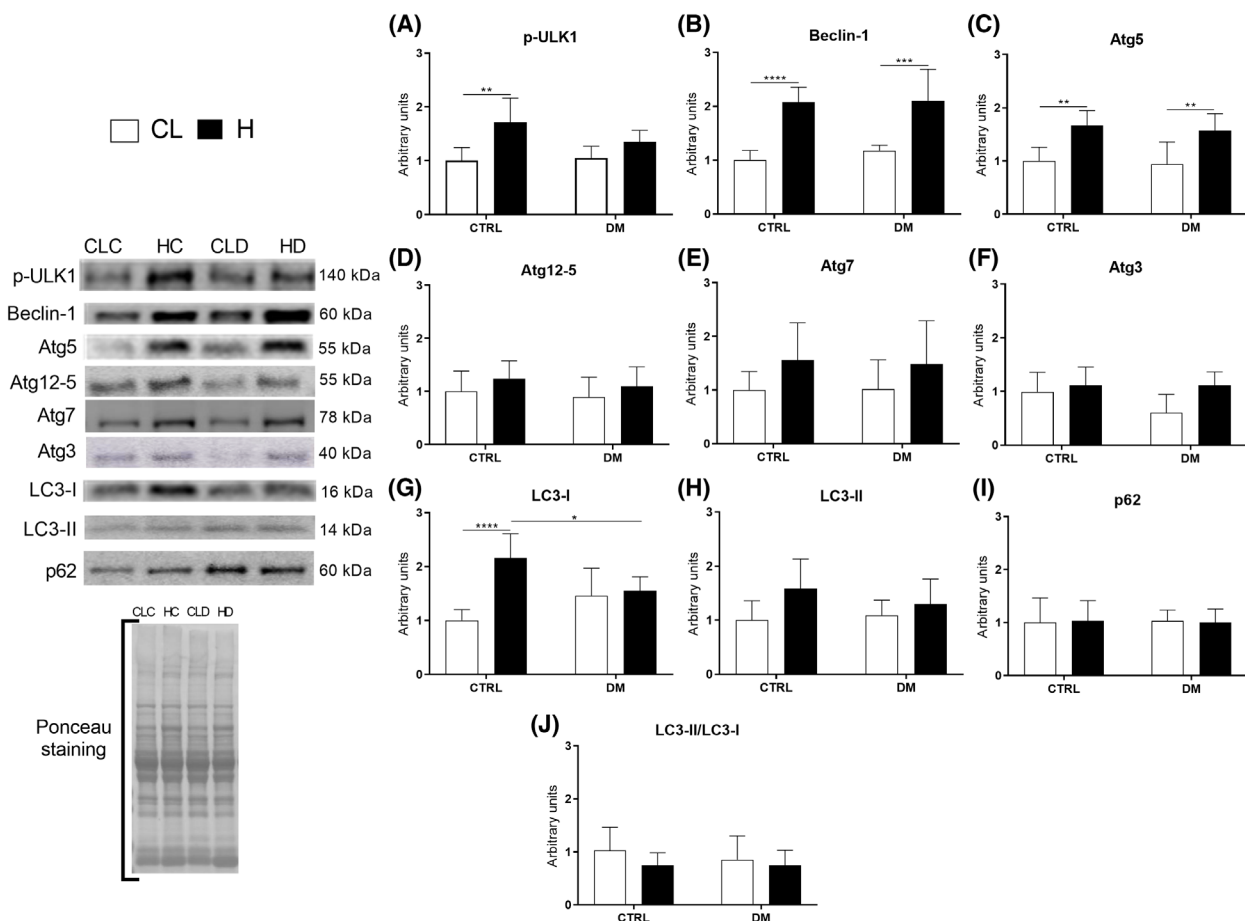 CL H
CLC HC CLD HD
p-ULK1 140 kDa
Beclin-1 60 kDa
Atg5 55 kDa
Atg12-5 55 kDa
Atg7 78 kDa
Atg3 40 kDa
LC3-I 16 kDa
LC3-II 14 kDa
p62 60 kDa
CLC HC CLD HD
Ponceau
staining
(A)
p-ULK1
Arbitrary units
3
2
1
0
**
CTRL DM
(B)
Beclin-1
Arbitrary units
3
2
1
0
**** ***
CTRL DM
(C)
Atg5
Arbitrary units
3
2
1
0
** **
CTRL DM
(D)
Atg12-5
Arbitrary units
3
2
1
0
CTRL DM
(E)
Atg7
Arbitrary units
3
2
1
0
CTRL DM
(F)
Atg3
Arbitrary units
3
2
1
0
CTRL DM
(G)
LC3-I
Arbitrary units
3
2
1
0
**** *
CTRL DM
(H)
LC3-II
Arbitrary units
3
2
1
0
CTRL DM
(I)
p62
Arbitrary units
3
2
1
0
CTRL DM
(J)
LC3-II/LC3-I
Arbitrary units
3
2
1
0
CTRL DM